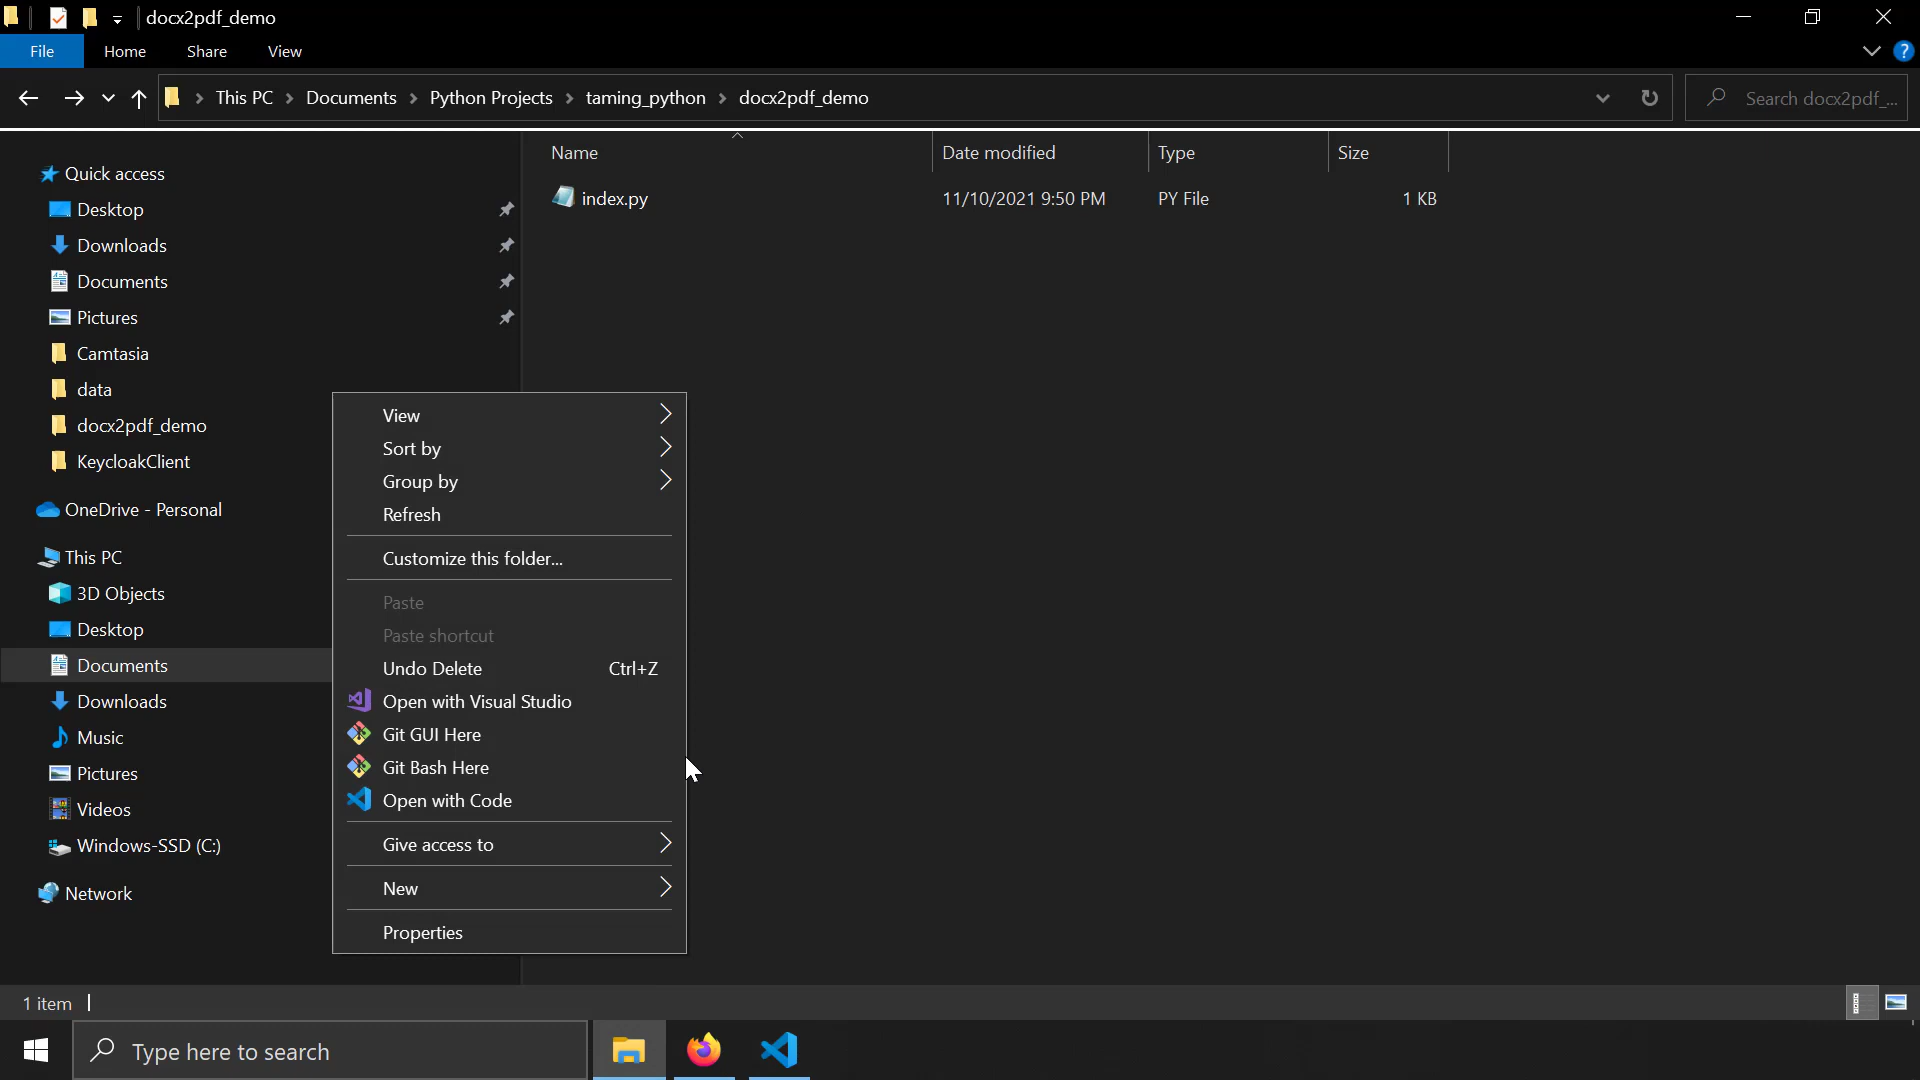 docx2pdf_demo
File Home Share View
?
This PC Documents Python Projects taming_python docx2pdf_demo
Search docx2pdf_...
Name Date modified Type Size
index.py 11/10/2021 9:50 PM PY File 1 KB
Quick access
Desktop
Downloads
Documents
Pictures
Camtasia
data
docx2pdf_demo
KeycloakClient
OneDrive - Personal
This PC
3D Objects
Desktop
Documents
Downloads
Music
Pictures
Videos
Windows-SSD (C:)
Network
View
Sort by
Group by
Refresh
Customize this folder...
Paste
Paste shortcut
Undo Delete Ctrl+Z
Open with Visual Studio
Git GUI Here
Git Bash Here
Open with Code
Give access to
New
Properties
1 item
Type here to search